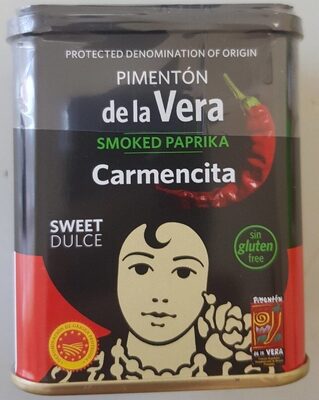 PROTECTED DENOMINATION OF ORIGIN
PIMENTÓN
de la Vera
SMOKED PAPRIKA
Carmencita
SWEET
DULCE
sin
gluten
free
PIMENTÓN
DE LA VERA